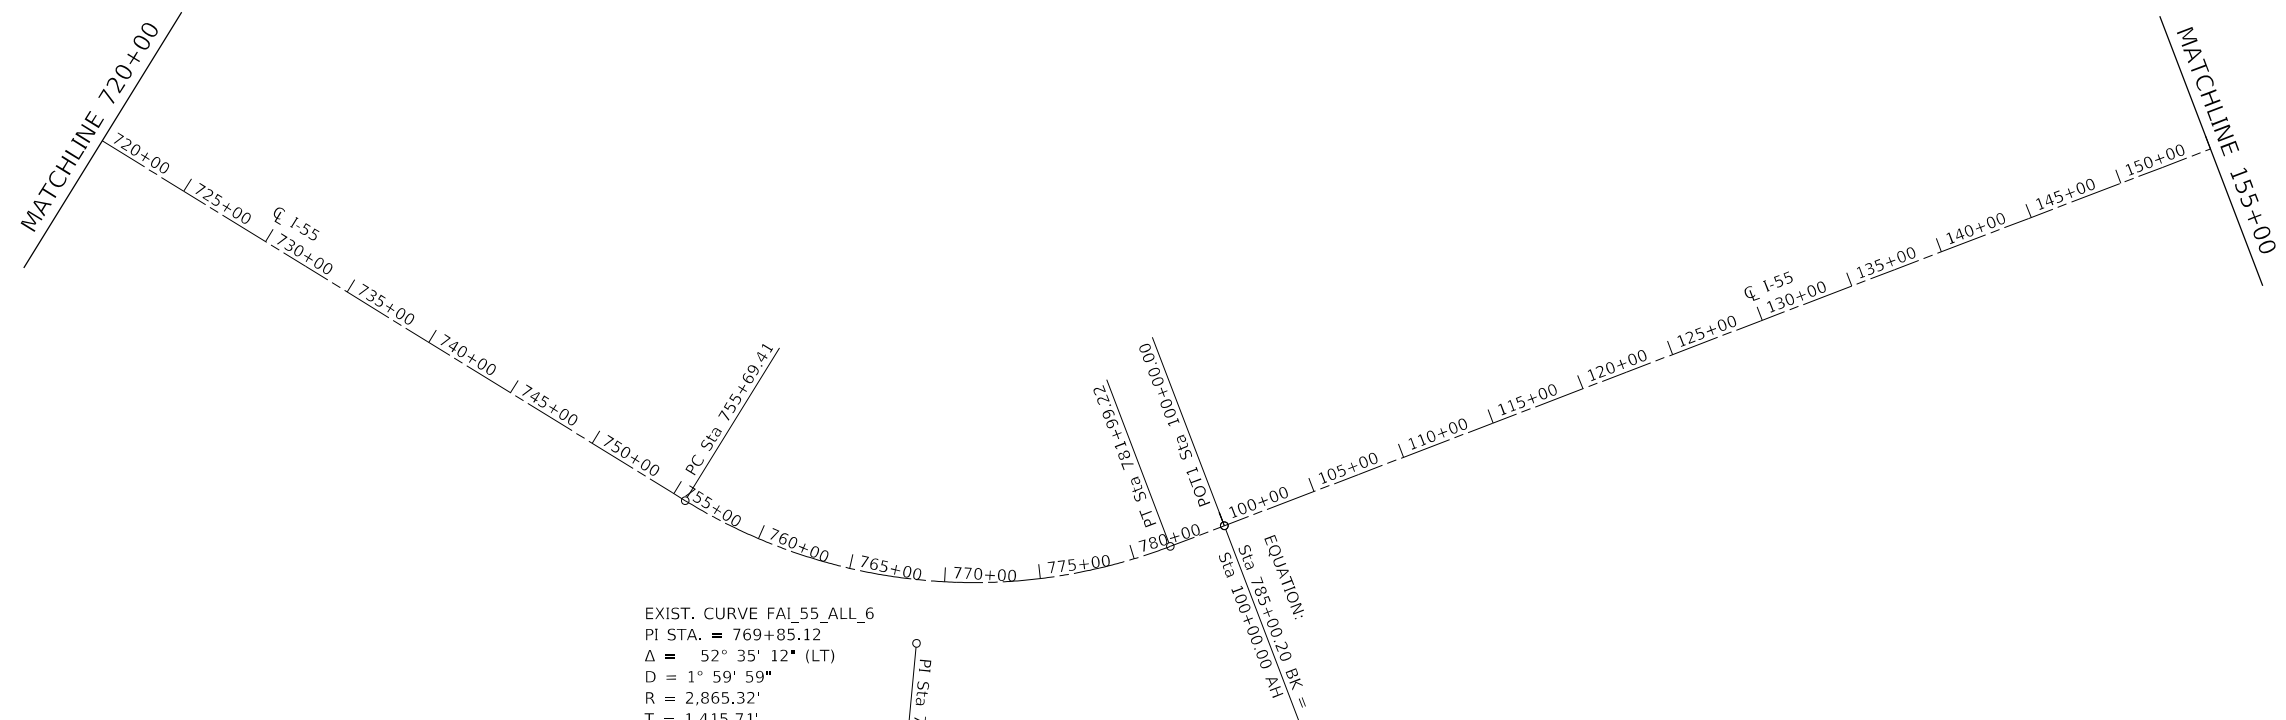 MATCHLINE 720+00
720+00
725+00
℄ I-55
730+00
735+00
740+00
745+00
750+00
PC Sta 755+69.41
755+00
760+00
765+00
770+00
775+00
780+00
PT Sta 781+99.22
POT1 Sta 100+00.00
100+00
EQUATION:
Sta 785+00.20 BK =
Sta 100+00.00 AH
105+00
110+00
115+00
120+00
125+00
℄ I-55
130+00
135+00
140+00
145+00
150+00
MATCHLINE 155+00
EXIST. CURVE FAI_55_ALL_6
PI STA. = 769+85.12
Δ = 52° 35' 12" (LT)
D = 1° 59' 59"
R = 2,865.32'
T = 1,415.71'
PI Sta